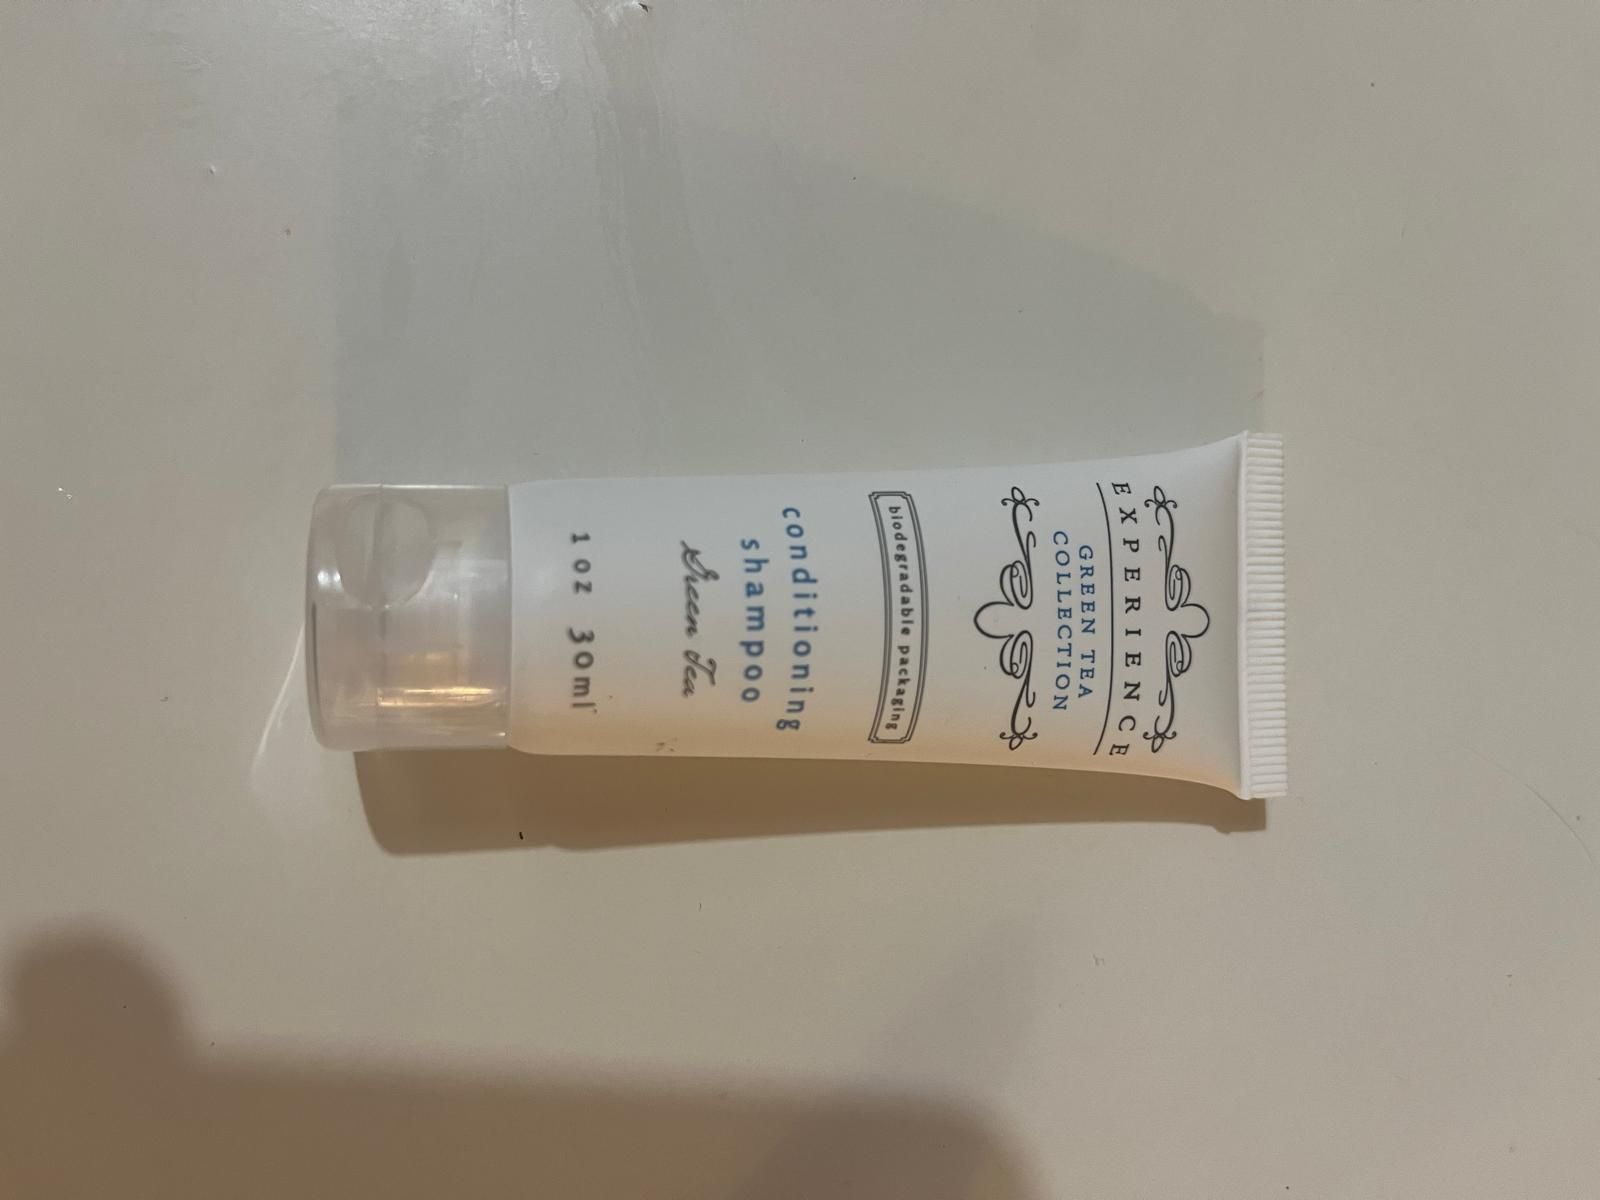 EXPERIENCE
GREEN TEA
COLLECTION
biodegradable packaging
conditioning
shampoo
Green Tea
1 oz 30ml